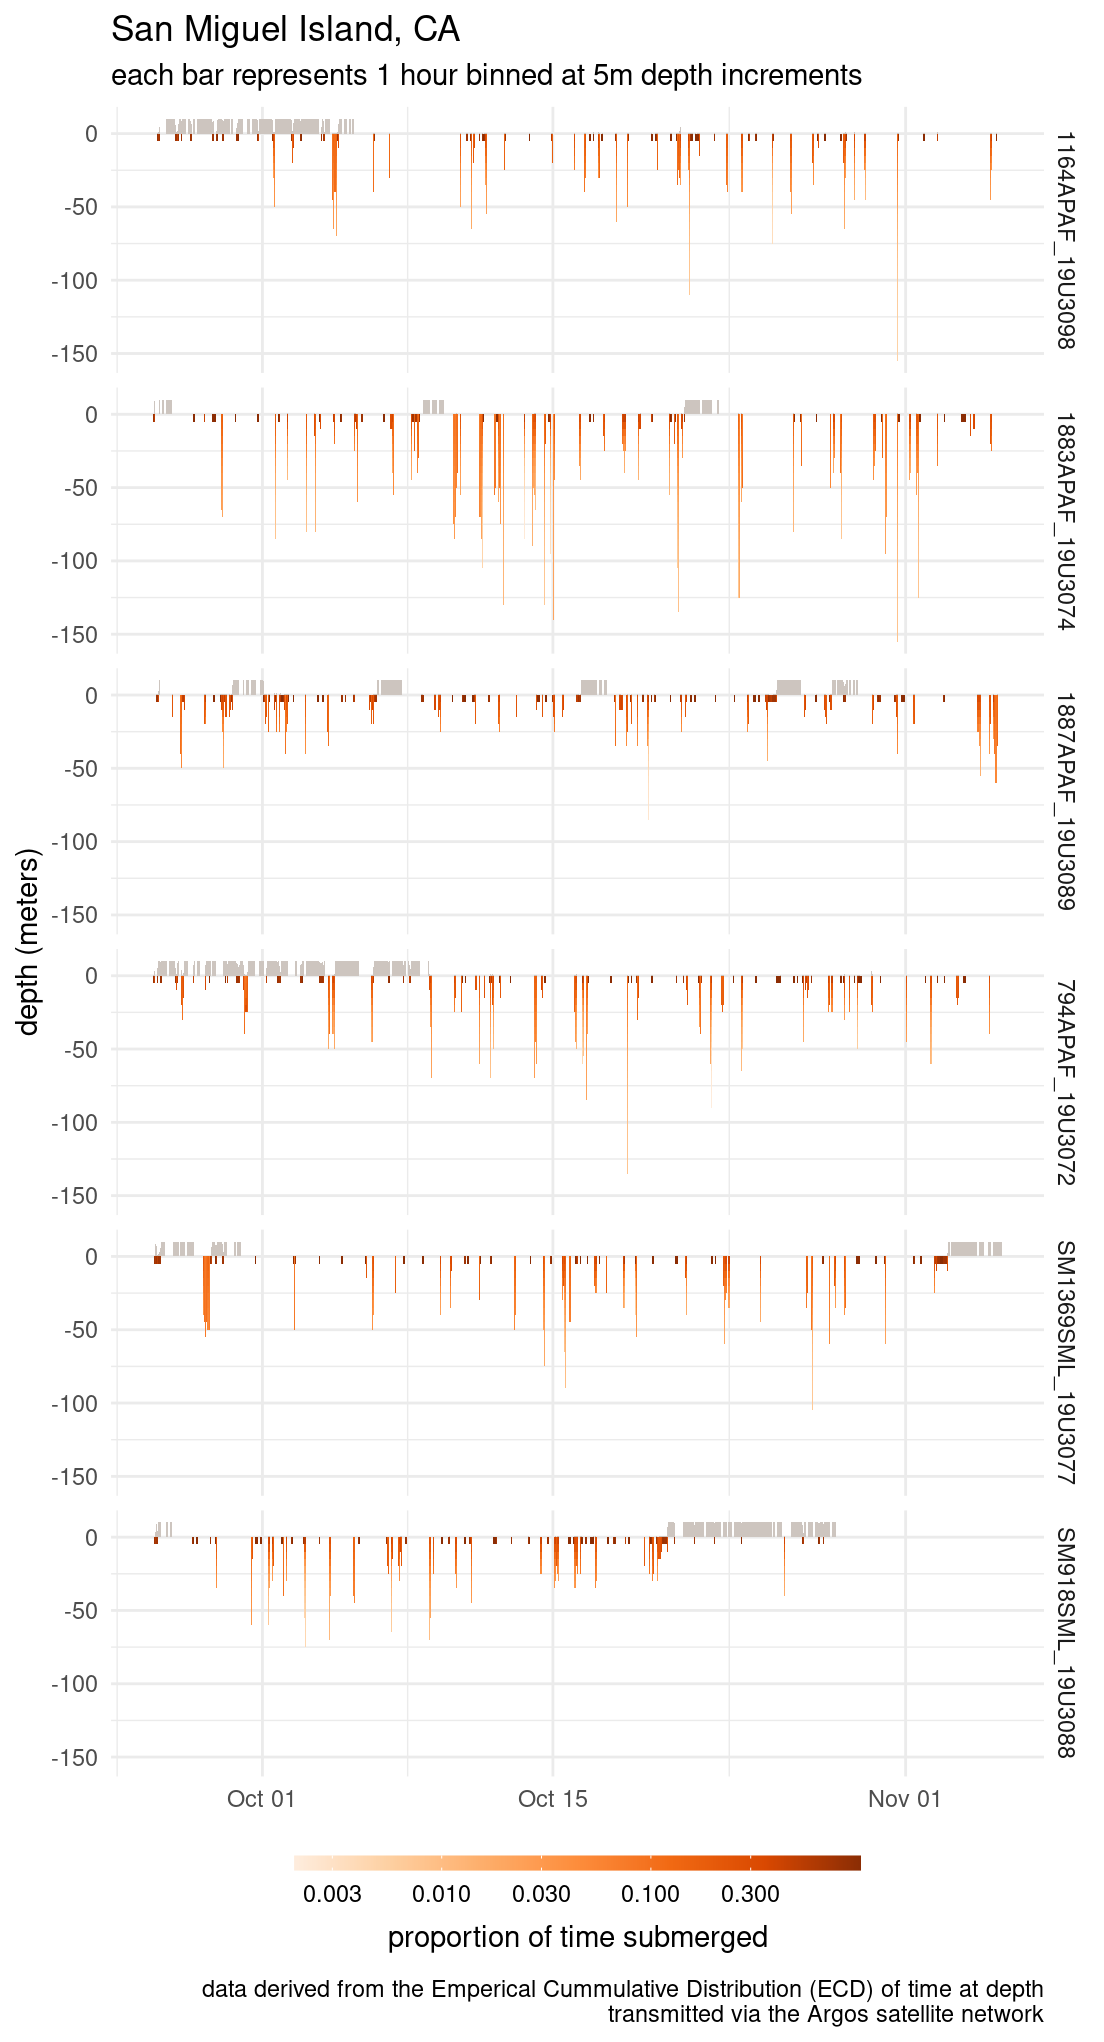 San Miguel Island, CA
each bar represents 1 hour binned at 5m depth increments
0
-50
-100
-150
1164APAF_19U3098
0
-50
-100
-150
1883APAF_19U3074
0
-50
-100
-150
1887APAF_19U3089
depth (meters)
0
-50
-100
-150
794APAF_19U3072
0
-50
-100
-150
SM1369SML_19U3077
0
-50
-100
-150
SM918SML_19U3088
Oct 01 Oct 15 Nov 01
0.003 0.010 0.030 0.100 0.300
proportion of time submerged
data derived from the Emperical Cummulative Distribution (ECD) of time at depth
transmitted via the Argos satellite network